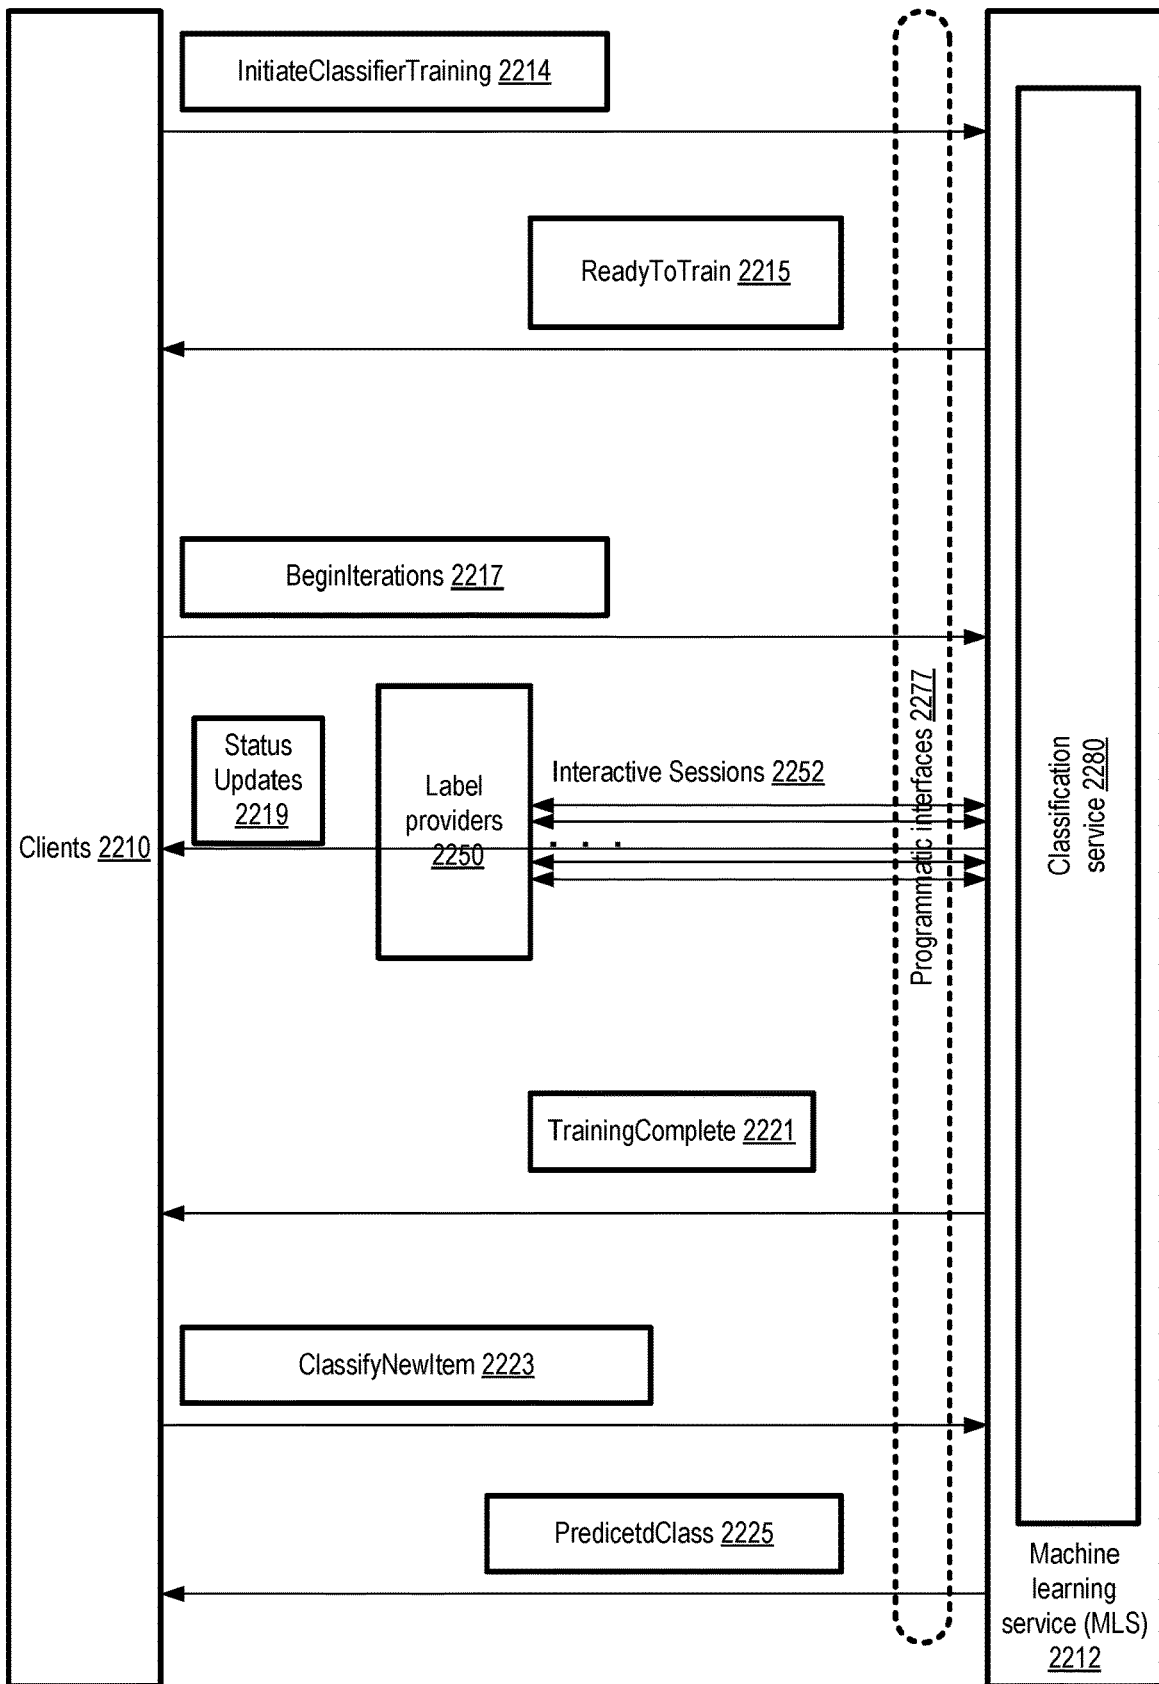 InitiateClassifierTraining 2214
ReadyToTrain 2215
BeginIterations 2217
Status
Updates
2219
Label
providers
2250
Interactive Sessions 2252
. . .
Clients 2210
Programmatic interfaces 2277
Classification
service 2280
TrainingComplete 2221
ClassifyNewItem 2223
PredicetdClass 2225
Machine
learning
service (MLS)
2212